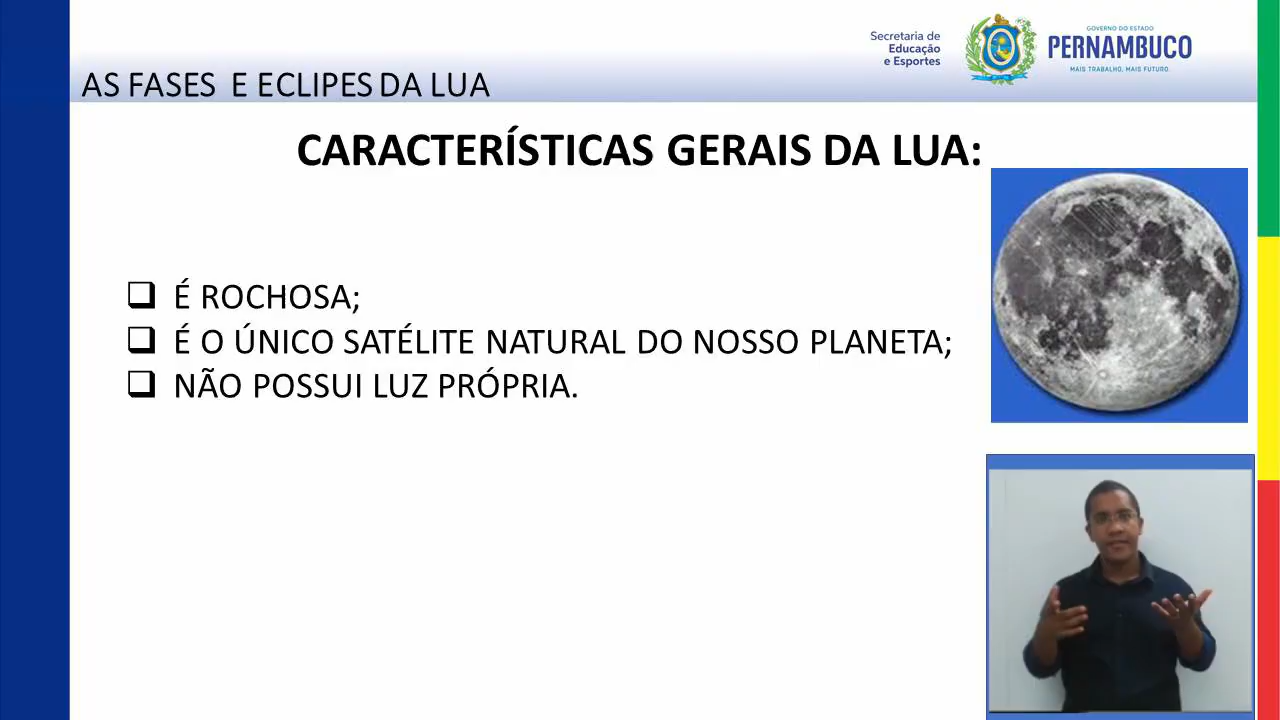 Secretaria de
Educação
e Esportes
GOVERNO DO ESTADO
PERNAMBUCO
MAIS TRABALHO, MAIS FUTURO.
AS FASES E ECLIPES DA LUA
CARACTERÍSTICAS GERAIS DA LUA:
É ROCHOSA;
É O ÚNICO SATÉLITE NATURAL DO NOSSO PLANETA;
NÃO POSSUI LUZ PRÓPRIA.